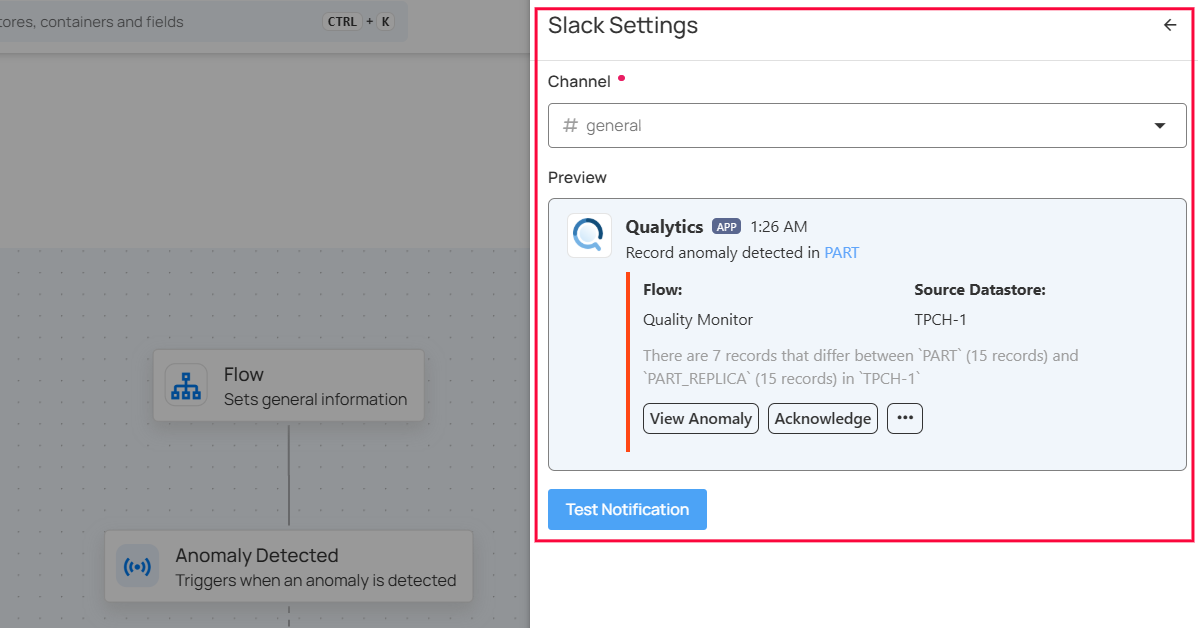 containers and fields
CTRL + K
Flow
Sets general information
Anomaly Detected
Triggers when an anomaly is detected
Slack Settings
Channel
# general
Preview
Qualytics APP 1:26 AM
Record anomaly detected in PART
Flow: Source Datastore:
Quality Monitor TPCH-1
There are 7 records that differ between `PART` (15 records) and
`PART_REPLICA` (15 records) in `TPCH-1`
View Anomaly Acknowledge •••
Test Notification